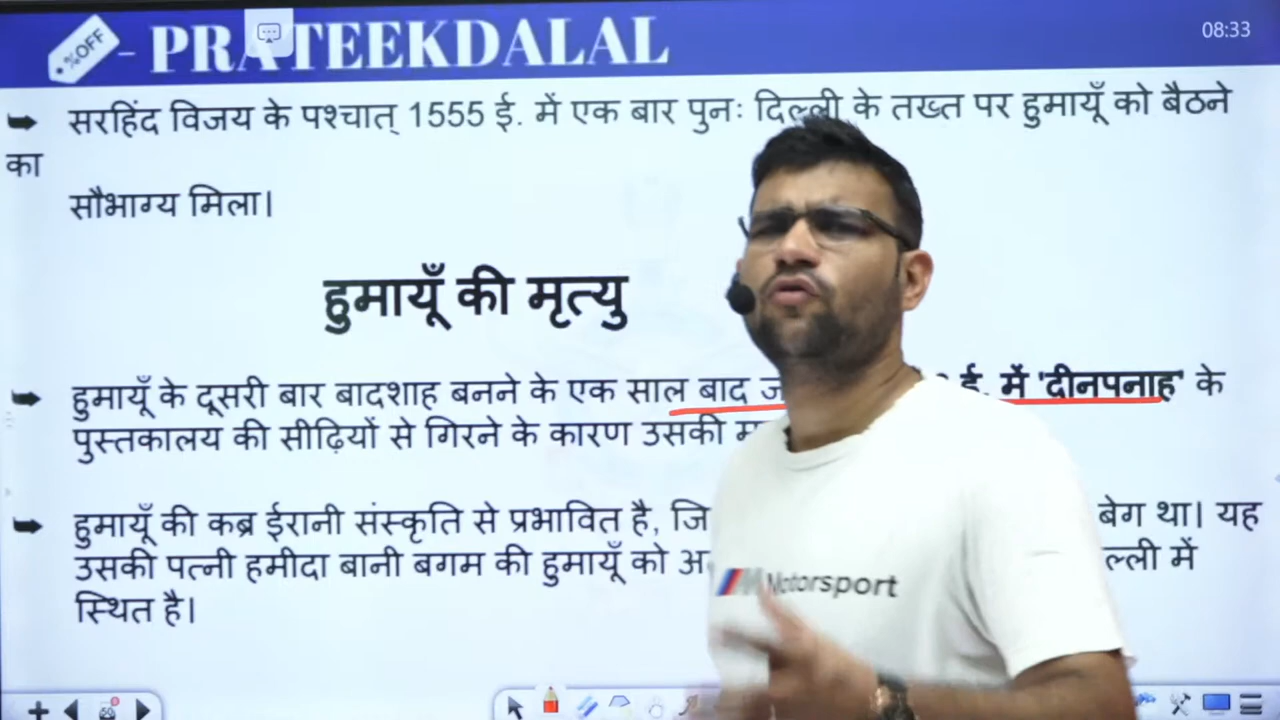 %OFF - PRATEEKDALAL
08:33
➡ सरहिंद विजय के पश्चात् 1555 ई. में एक बार पुनः दिल्ली के तख्त पर हुमायूँ को बैठने
का
सौभाग्य मिला।
हुमायूँ की मृत्यु
➡ हुमायूँ के दूसरी बार बादशाह बनने के एक साल बाद ई. में 'दीनपनाह' के
पुस्तकालय की सीढ़ियों से गिरने के कारण उसकी
➡ हुमायूँ की कब्र ईरानी संस्कृति से प्रभावित है, बेग था। यह
उसकी पत्नी हमीदा बानी बगम की हुमायूँ को में
स्थित है।
Motorsport